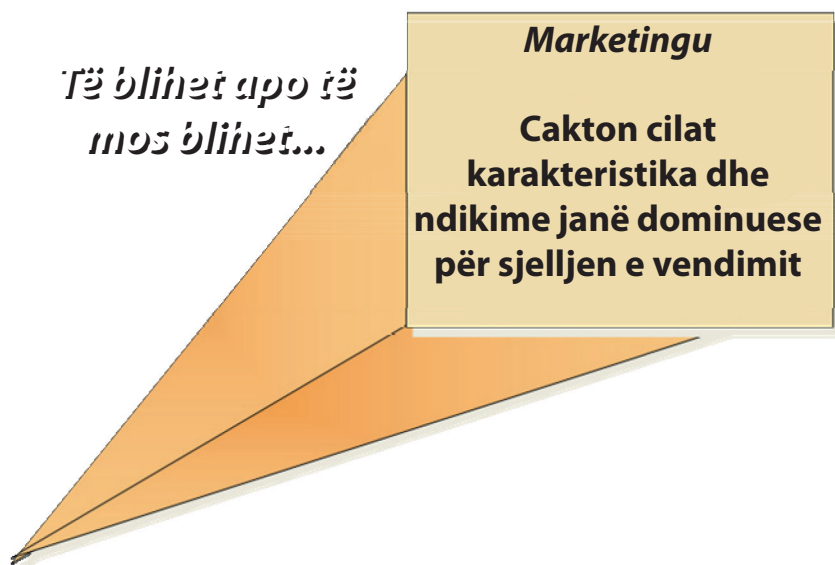 Të blihet apo të
mos blihet...
Marketingu
Cakton cilat
karakteristika dhe
ndikime janë dominuese
për sjelljen e vendimit